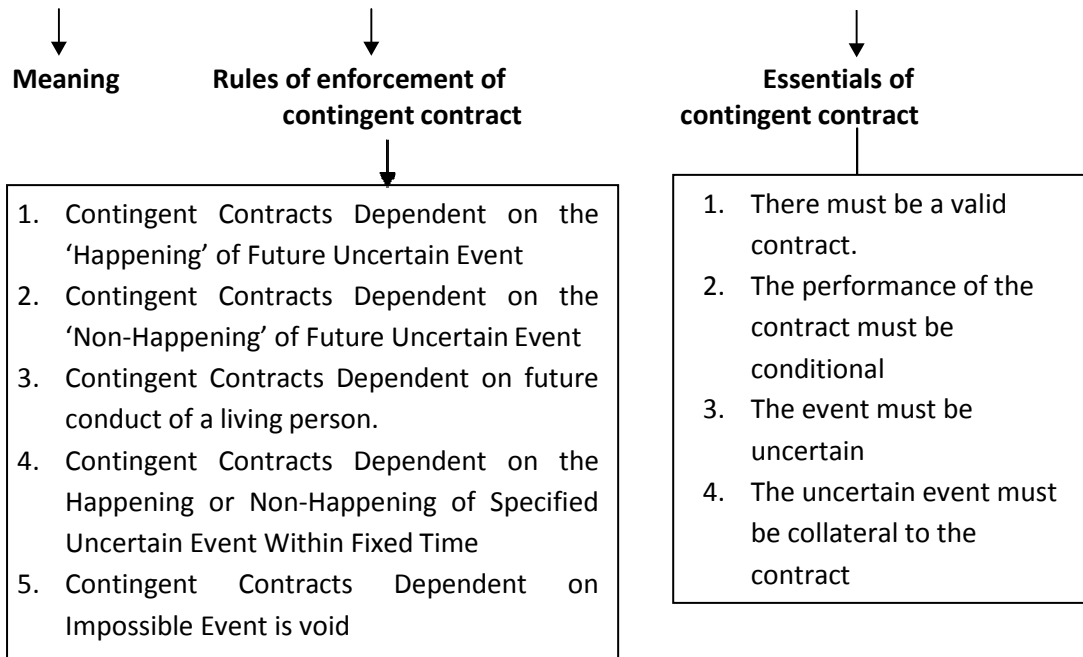 Meaning
Rules of enforcement of
contingent contract
1. Contingent Contracts Dependent on the
‘Happening’ of Future Uncertain Event
2. Contingent Contracts Dependent on the
‘Non-Happening’ of Future Uncertain Event
3. Contingent Contracts Dependent on future
conduct of a living person.
4. Contingent Contracts Dependent on the
Happening or Non-Happening of Specified
Uncertain Event Within Fixed Time
5. Contingent Contracts Dependent on
Impossible Event is void
Essentials of
contingent contract
1. There must be a valid
contract.
2. The performance of the
contract must be
conditional
3. The event must be
uncertain
4. The uncertain event must
be collateral to the
contract